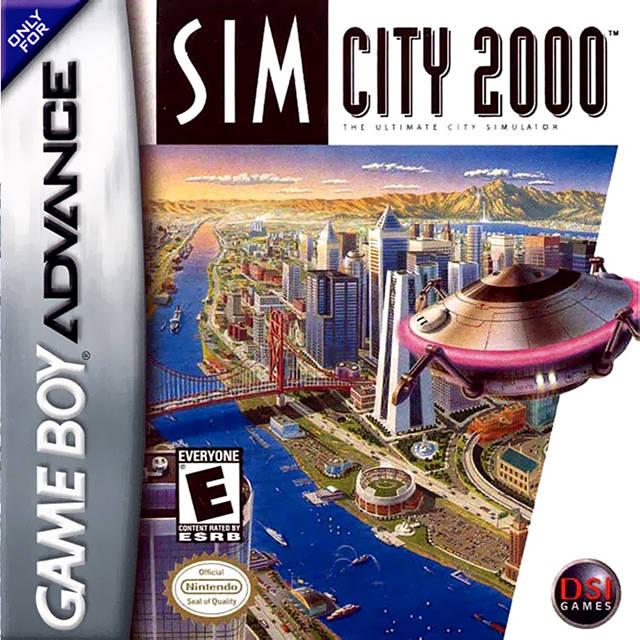 ONLY
FOR
GAME BOY ADVANCE
®
SIM CITY 2000™
THE ULTIMATE CITY SIMULATOR
EVERYONE
E
CONTENT RATED BY
ESRB
Official
Nintendo
Seal of Quality
DSI
GAMES